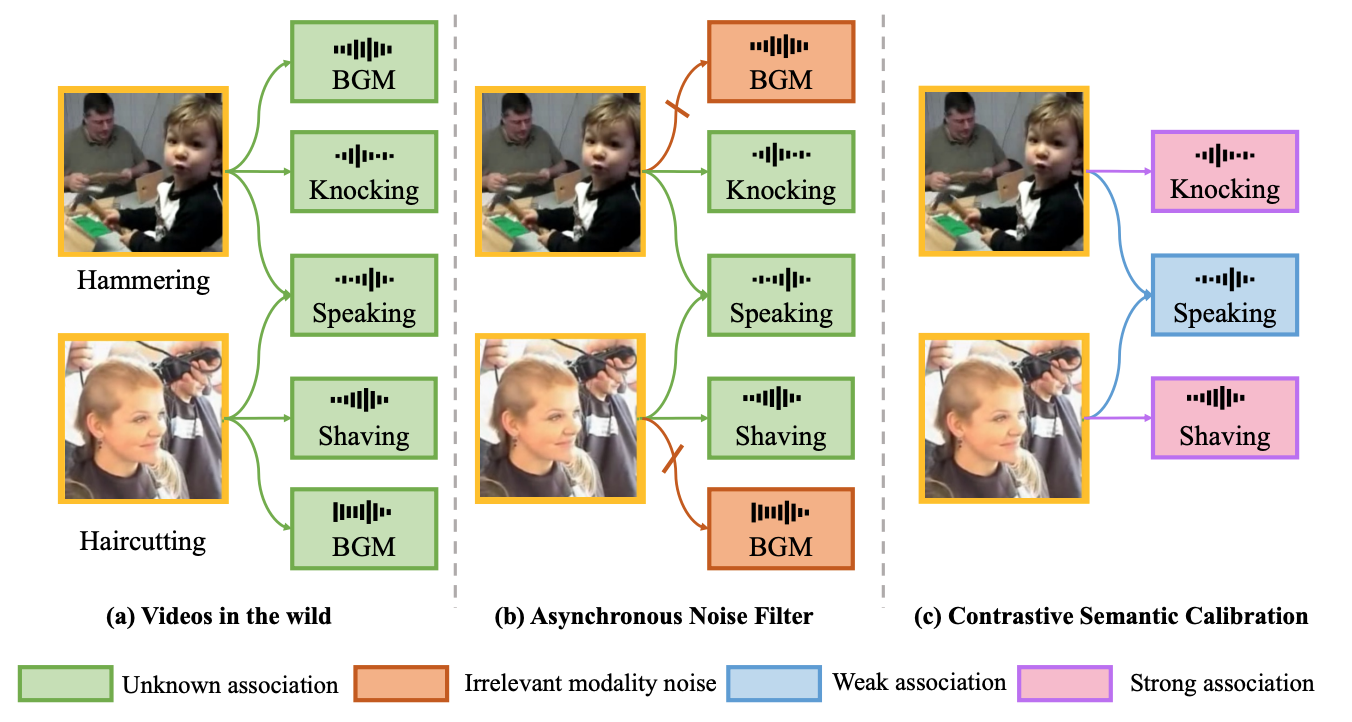 BGM
Knocking
Hammering
Speaking
Shaving
Haircutting
BGM
(a) Videos in the wild
BGM
Knocking
Speaking
Shaving
BGM
(b) Asynchronous Noise Filter
Knocking
Speaking
Shaving
(c) Contrastive Semantic Calibration
Unknown association
Irrelevant modality noise
Weak association
Strong association